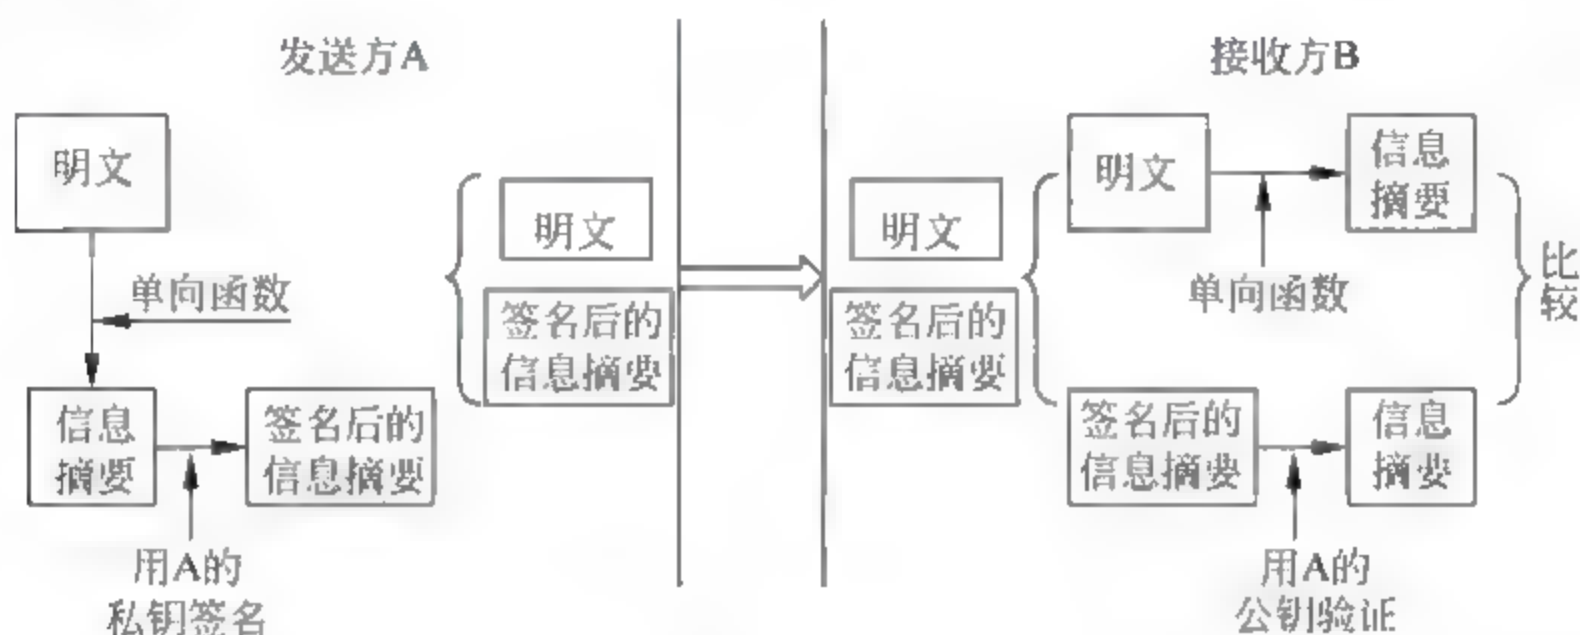 发送方A
接收方B
明文
单向函数
信息
摘要
用A的
私钥签名
签名后的
信息摘要
明文
签名后的
信息摘要
明文
签名后的
信息摘要
明文
单向函数
信息
摘要
签名后的
信息摘要
用A的
公钥验证
信息
摘要
比
较